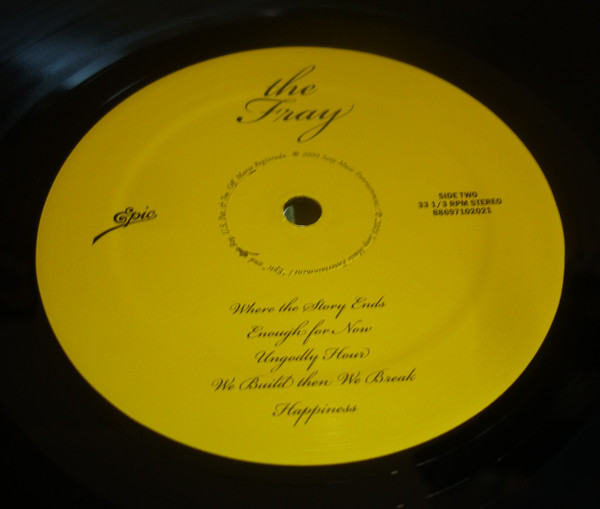 the
Fray
Epic
SIDE TWO
33 1/3 RPM STEREO
88697102021
Where the Story Ends
Enough for Now
Ungodly Hour
We Build then We Break
Happiness